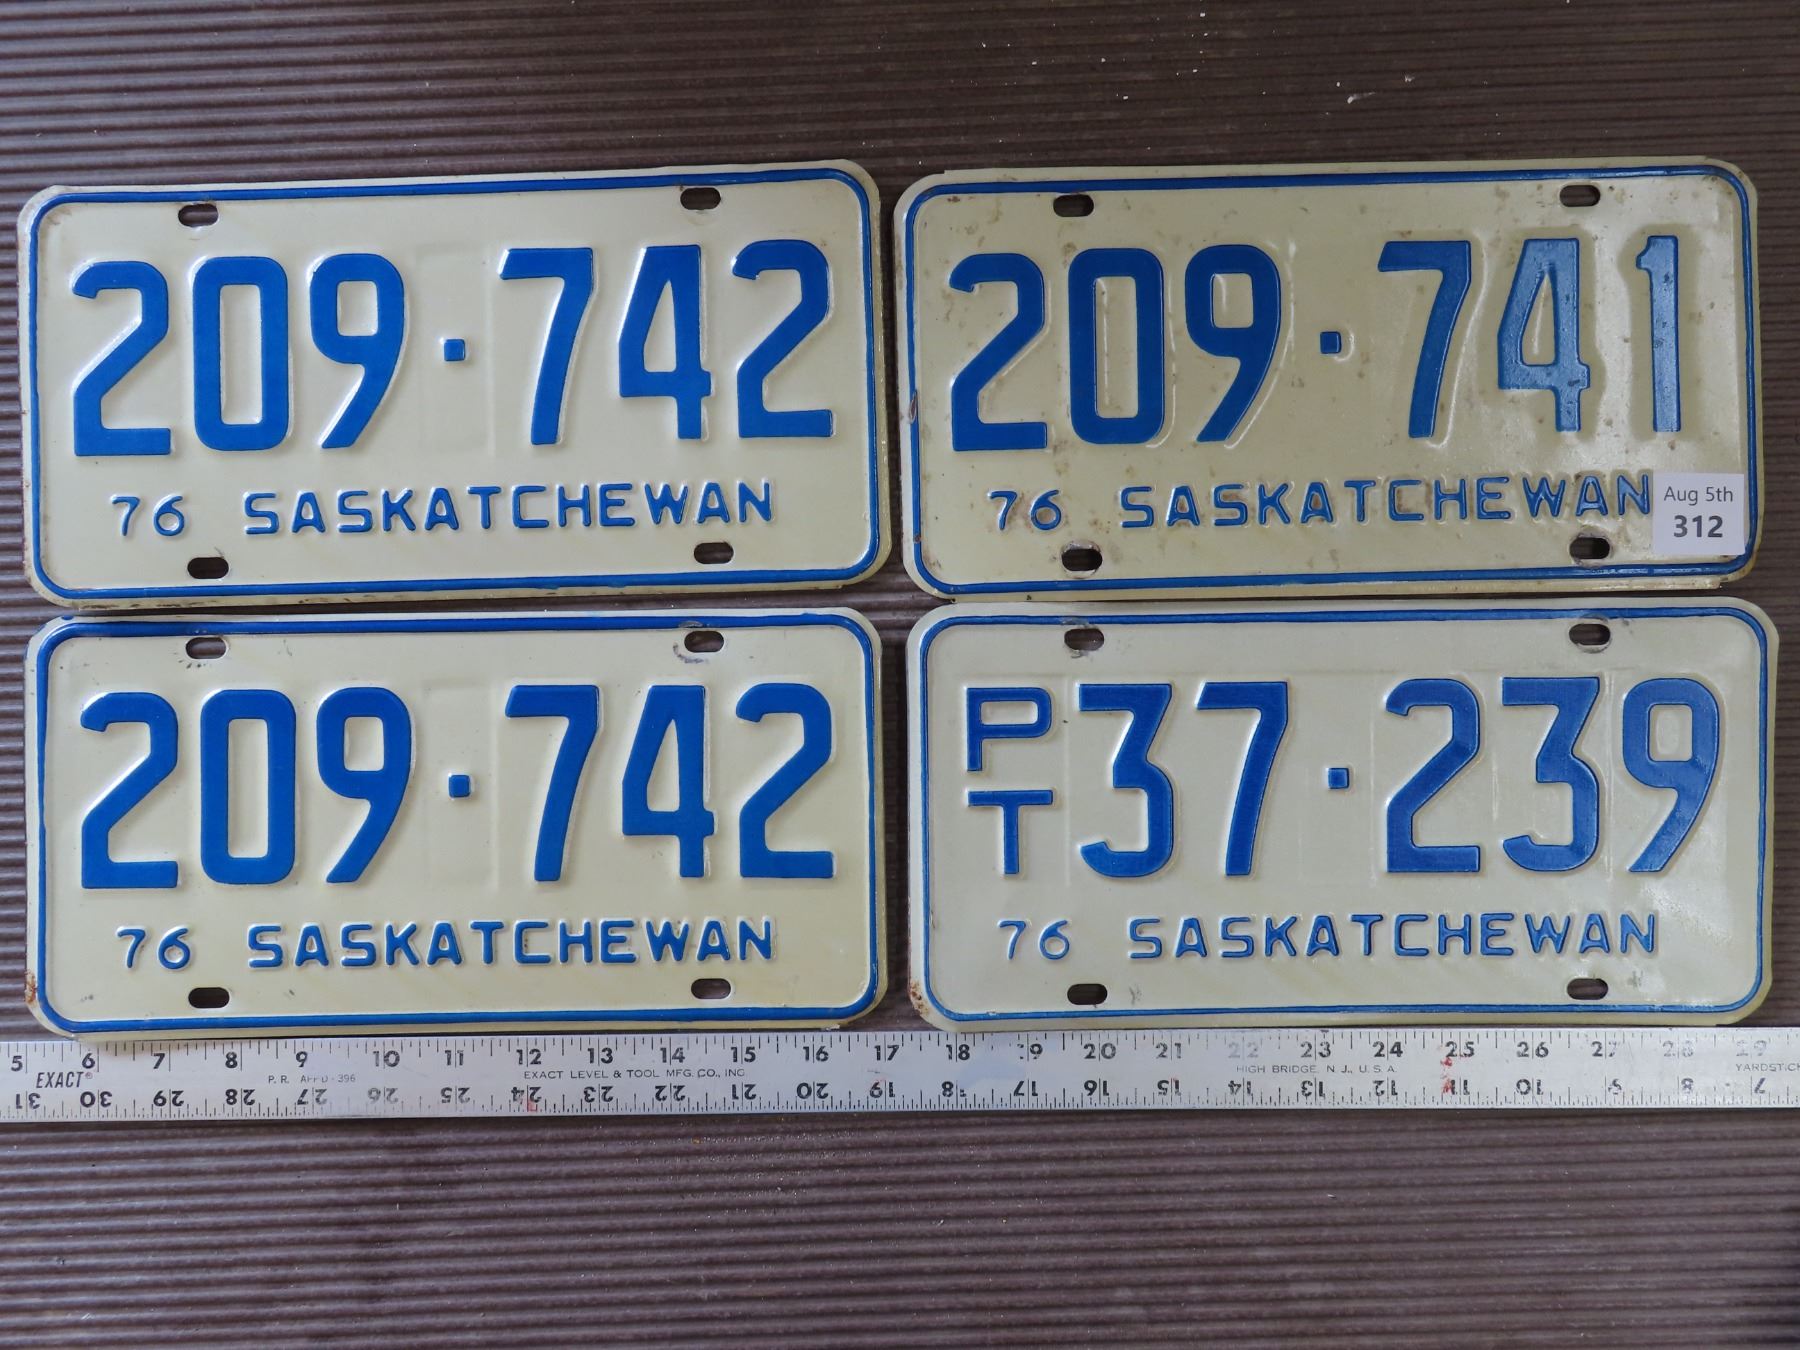 209·742
76 SASKATCHEWAN
209·741
76 SASKATCHEWAN
Aug 5th
312
209·742
76 SASKATCHEWAN
PT 37·239
76 SASKATCHEWAN
5 6 7 8 9 10 11 12 13 14 15 16 17 18 19 20 21 22 23 24 25 26 27 28 29
EXACT® P. R. EXACT LEVEL & TOOL MFG. CO., INC. HIGH BRIDGE, N. J., U. S. A.
31 30 29 28 27 26 25 24 23 22 21 20 19 18 17 16 15 14 13 12 11 10 9 8 7